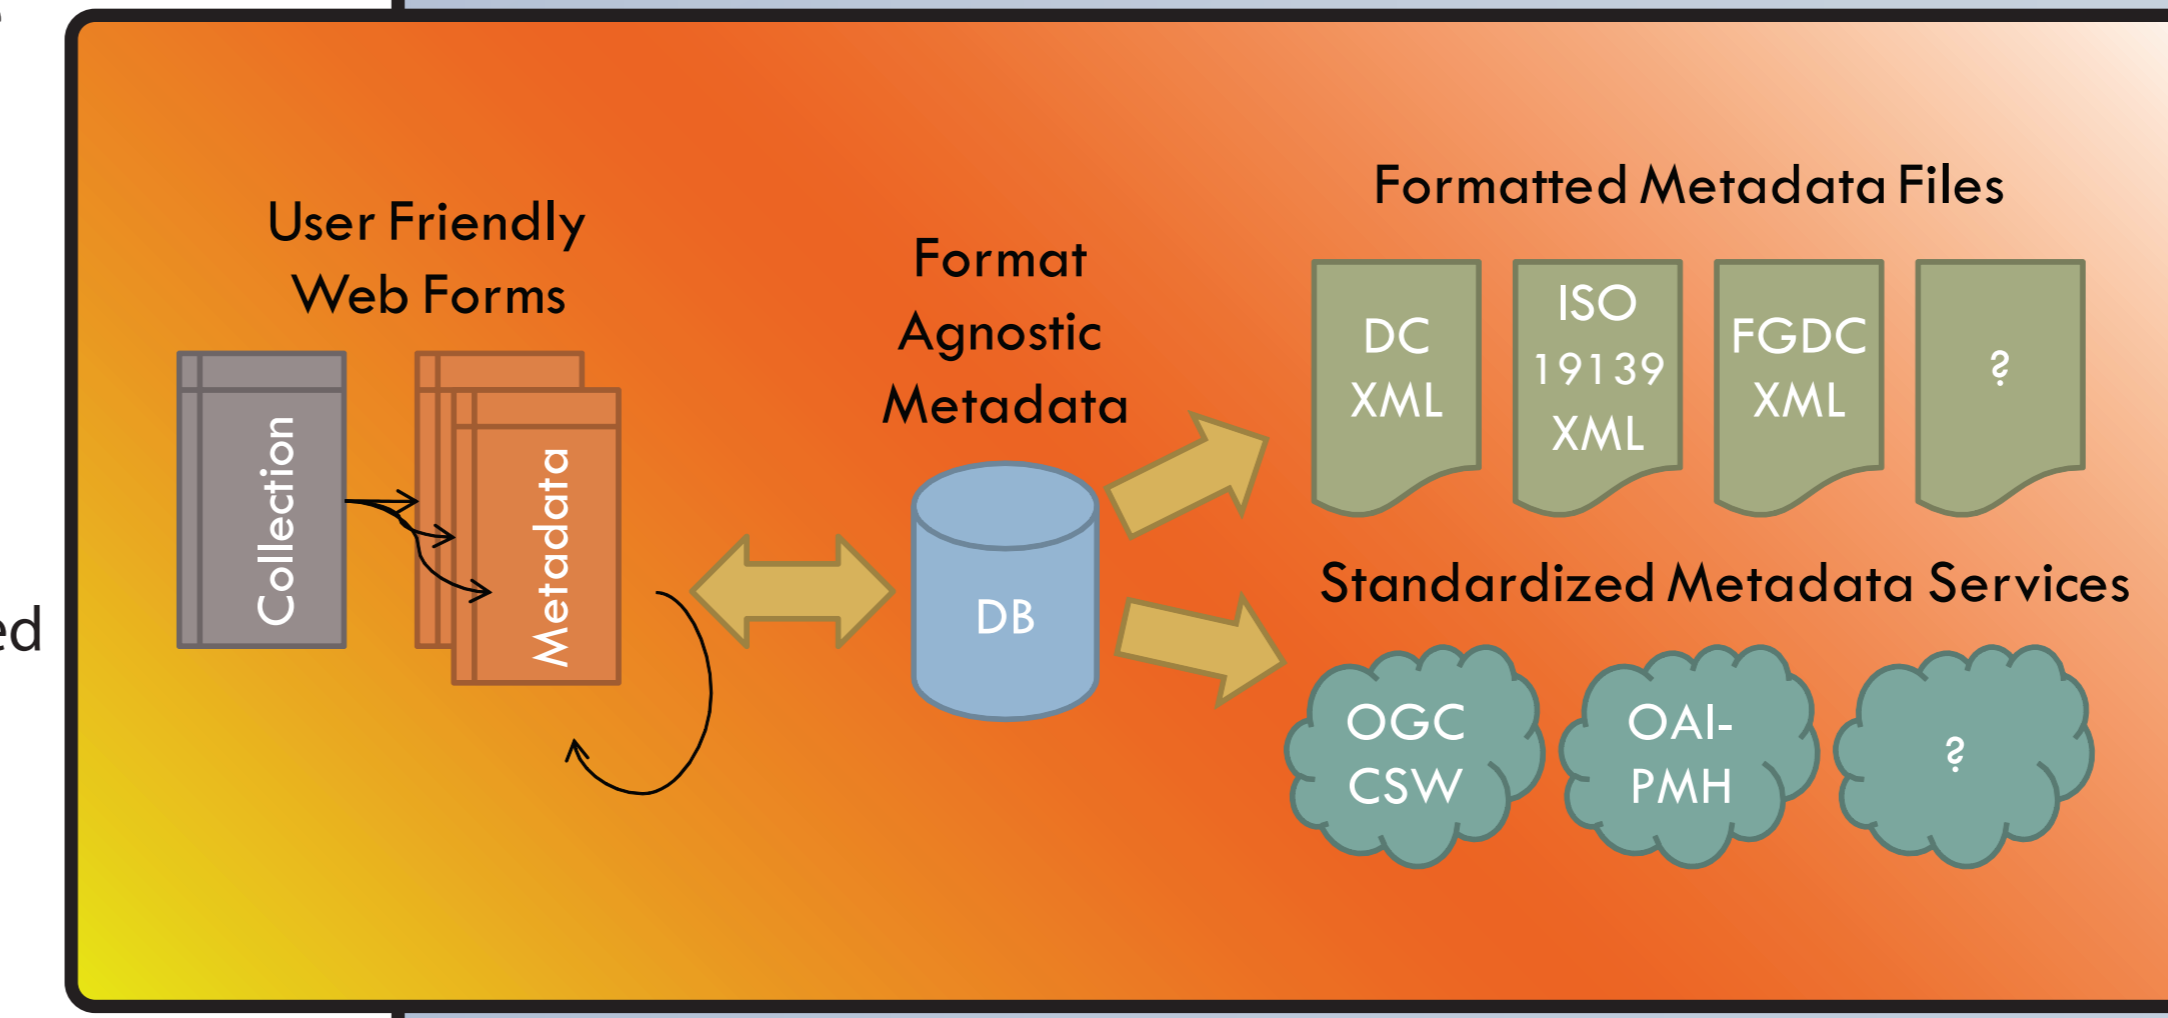 ed
User Friendly
Web Forms
Collection
Metadata
Format
Agnostic
Metadata
DB
Formatted Metadata Files
DC
XML
ISO
19139
XML
FGDC
XML
?
Standardized Metadata Services
OGC
CSW
OAI-
PMH
?